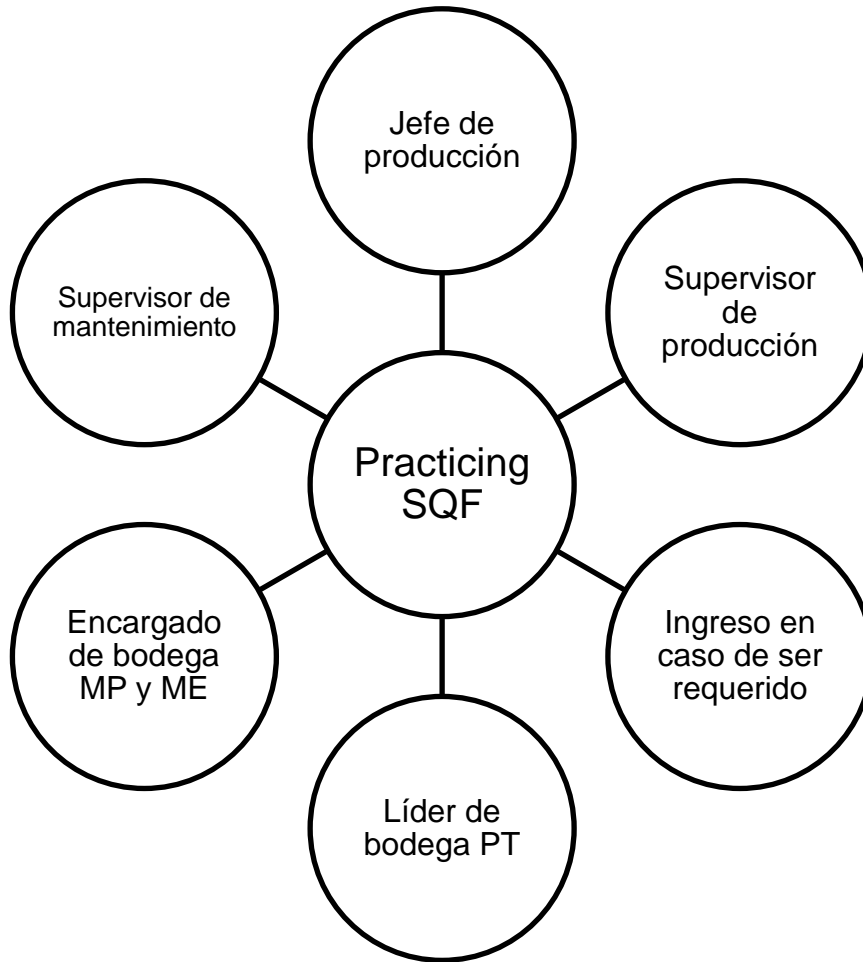 Jefe de
producción
Supervisor de
mantenimiento
Supervisor
de
producción
Practicing
SQF
Encargado
de bodega
MP y ME
Ingreso en
caso de ser
requerido
Líder de
bodega PT